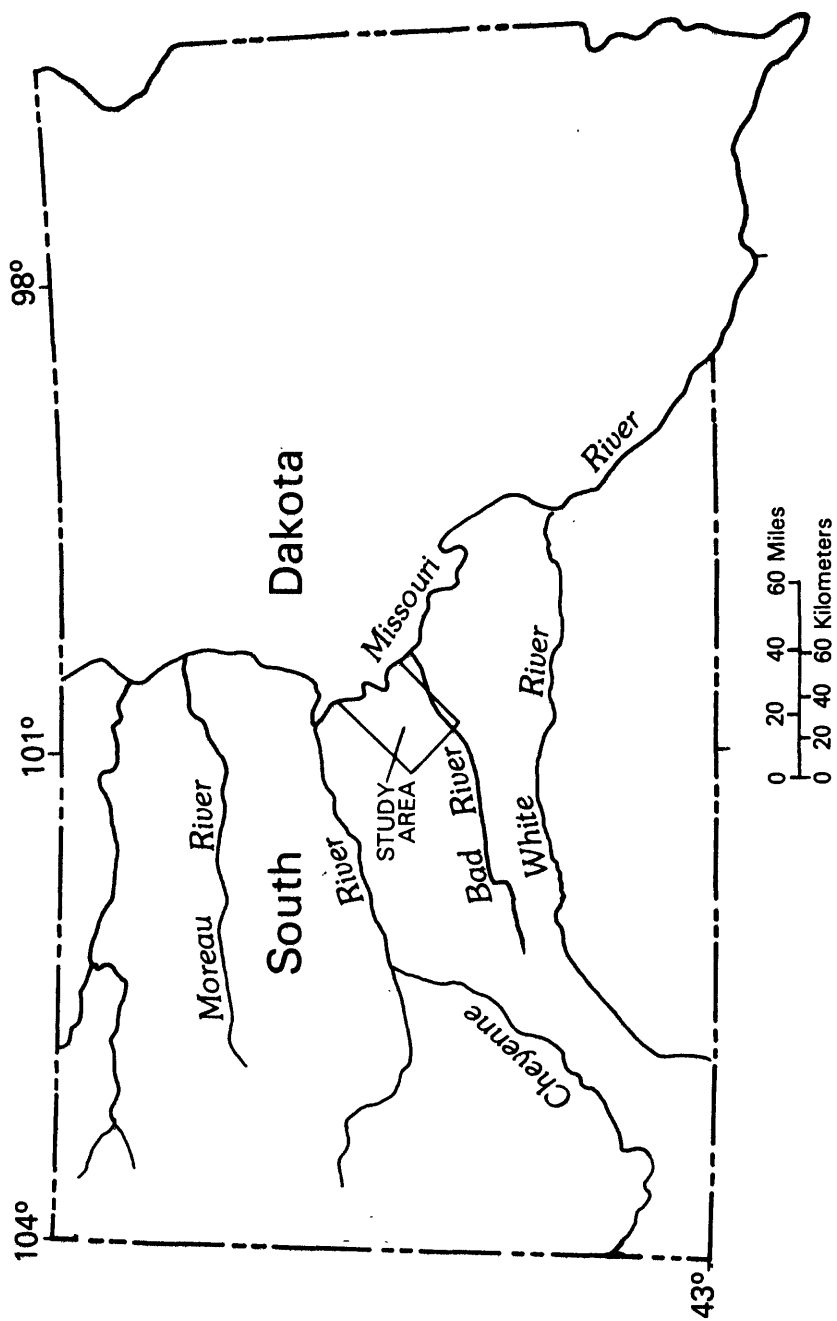 104°
101°
98°
Moreau River
South Dakota
River
Cheyenne
STUDY
AREA
Missouri
River
Bad River
White River
43°
0 20 40 60 Miles
0 20 40 60 Kilometers